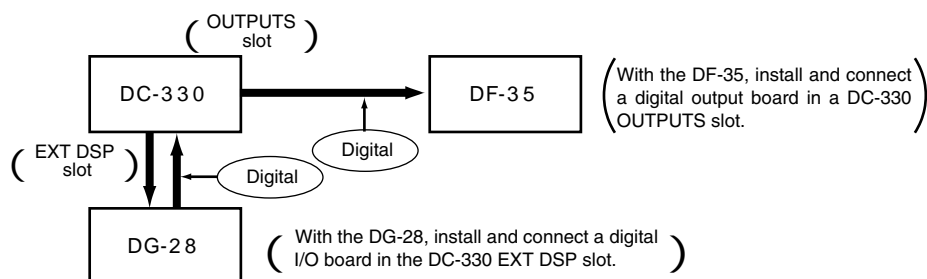 OUTPUTS
slot
DC-330
DF-35
With the DF-35, install and connect
a digital output board in a DC-330
OUTPUTS slot.
EXT DSP
slot
Digital
Digital
DG-28
With the DG-28, install and connect a digital
I/O board in the DC-330 EXT DSP slot.